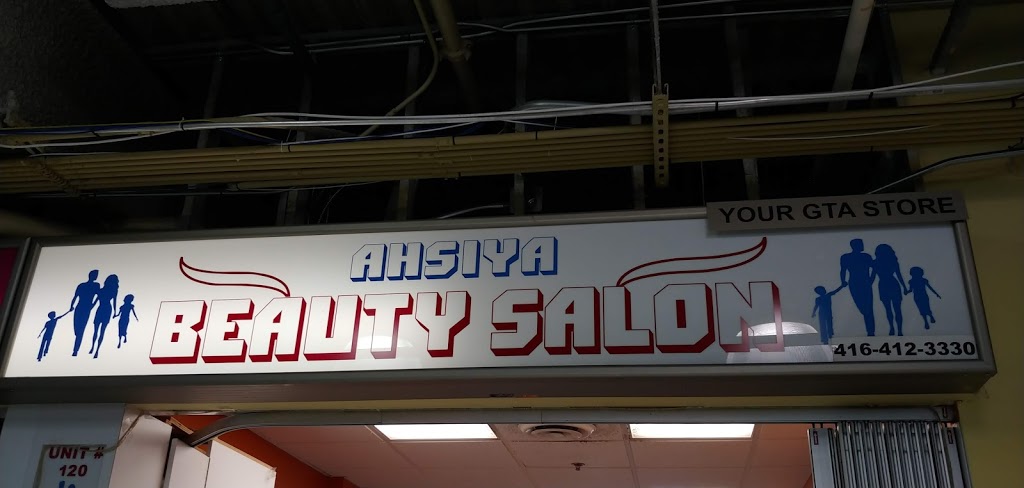 YOUR GTA STORE
AHSIYA
BEAUTY SALON
416-412-3330
UNIT #
120